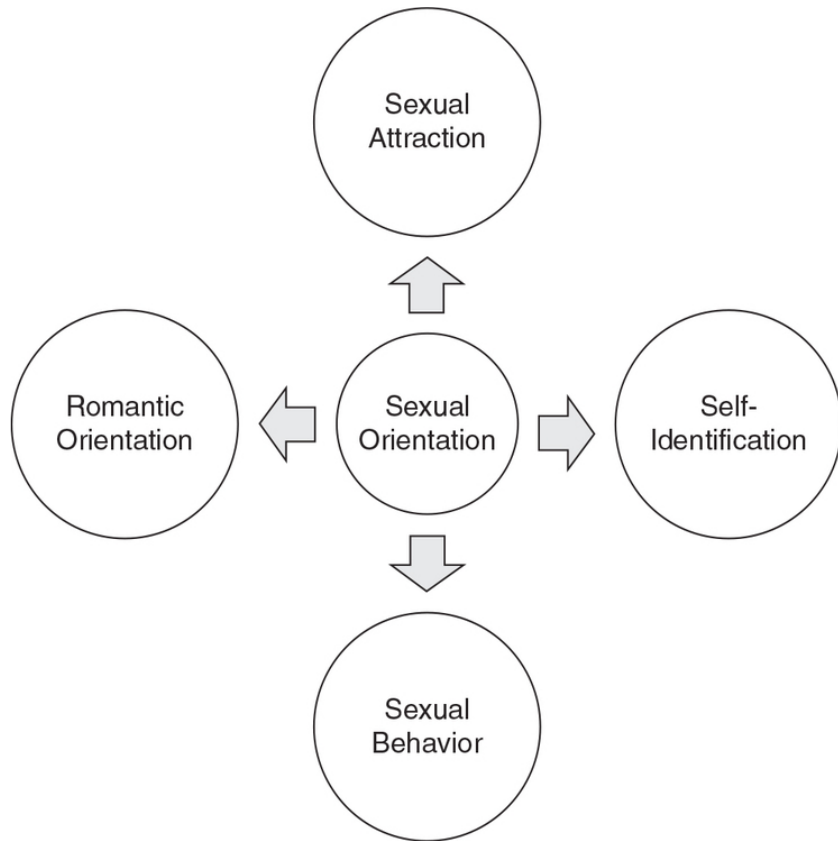 Sexual
Attraction
Romantic
Orientation
Sexual
Orientation
Self-
Identification
Sexual
Behavior